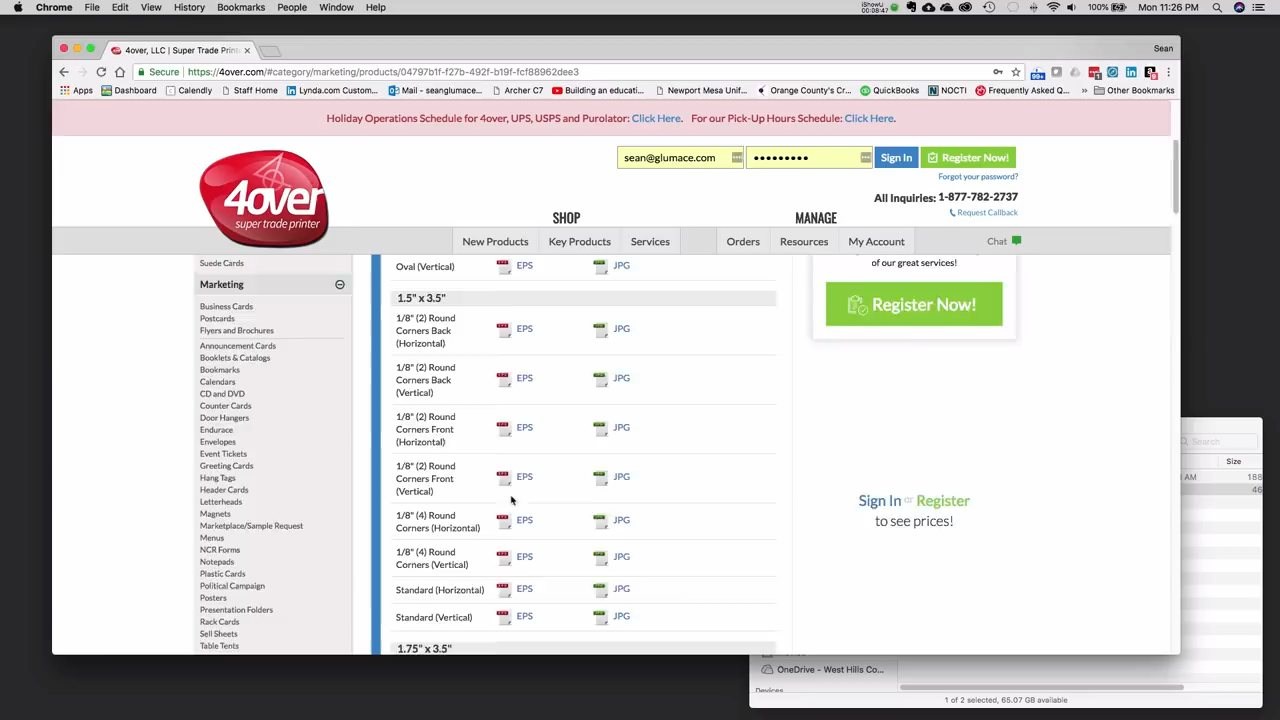 Chrome File Edit View History Bookmarks People Window Help
iShowU
00:08:47
100%
Mon 11:26 PM
4over, LLC | Super Trade Print
Sean
Secure https://4over.com/#category/marketing/products/04797b1f-f27b-492f-b19f-fcf88962dee3
Apps Dashboard Calendly Staff Home Lynda.com Custom... Mail - seanglumace... Archer C7 Building an educati... Newport Mesa Unif... Orange County's Cr... QuickBooks NOCTI Frequently Asked Q... » Other Bookmarks
Holiday Operations Schedule for 4over, UPS, USPS and Purolator: Click Here. For our Pick-Up Hours Schedule: Click Here.
4over
super trade printer
sean@glumace.com ••••••••• Sign In Register Now!
Forgot your password?
All Inquiries: 1-877-782-2737
Request Callback
SHOP MANAGE
New Products Key Products Services Orders Resources My Account Chat
Suede Cards
Marketing
Business Cards
Postcards
Flyers and Brochures
Announcement Cards
Booklets & Catalogs
Bookmarks
Calendars
CD and DVD
Counter Cards
Door Hangers
Endurace
Envelopes
Event Tickets
Greeting Cards
Hang Tags
Header Cards
Letterheads
Magnets
Marketplace/Sample Request
Menus
NCR Forms
Notepads
Plastic Cards
Political Campaign
Posters
Presentation Folders
Rack Cards
Sell Sheets
Table Tents
Oval (Vertical) EPS JPG
1.5" x 3.5"
1/8" (2) Round
Corners Back
(Horizontal)
EPS JPG
1/8" (2) Round
Corners Back
(Vertical)
EPS JPG
1/8" (2) Round
Corners Front
(Horizontal)
EPS JPG
1/8" (2) Round
Corners Front
(Vertical)
EPS JPG
1/8" (4) Round
Corners (Horizontal)
EPS JPG
1/8" (4) Round
Corners (Vertical)
EPS JPG
Standard (Horizontal) EPS JPG
Standard (Vertical) EPS JPG
1.75" x 3.5"
of our great services!
Register Now!
Sign In or Register
to see prices!
Search
Size
AM 188
46
OneDrive - West Hills Co...
Devices
1 of 2 selected, 65.07 GB available